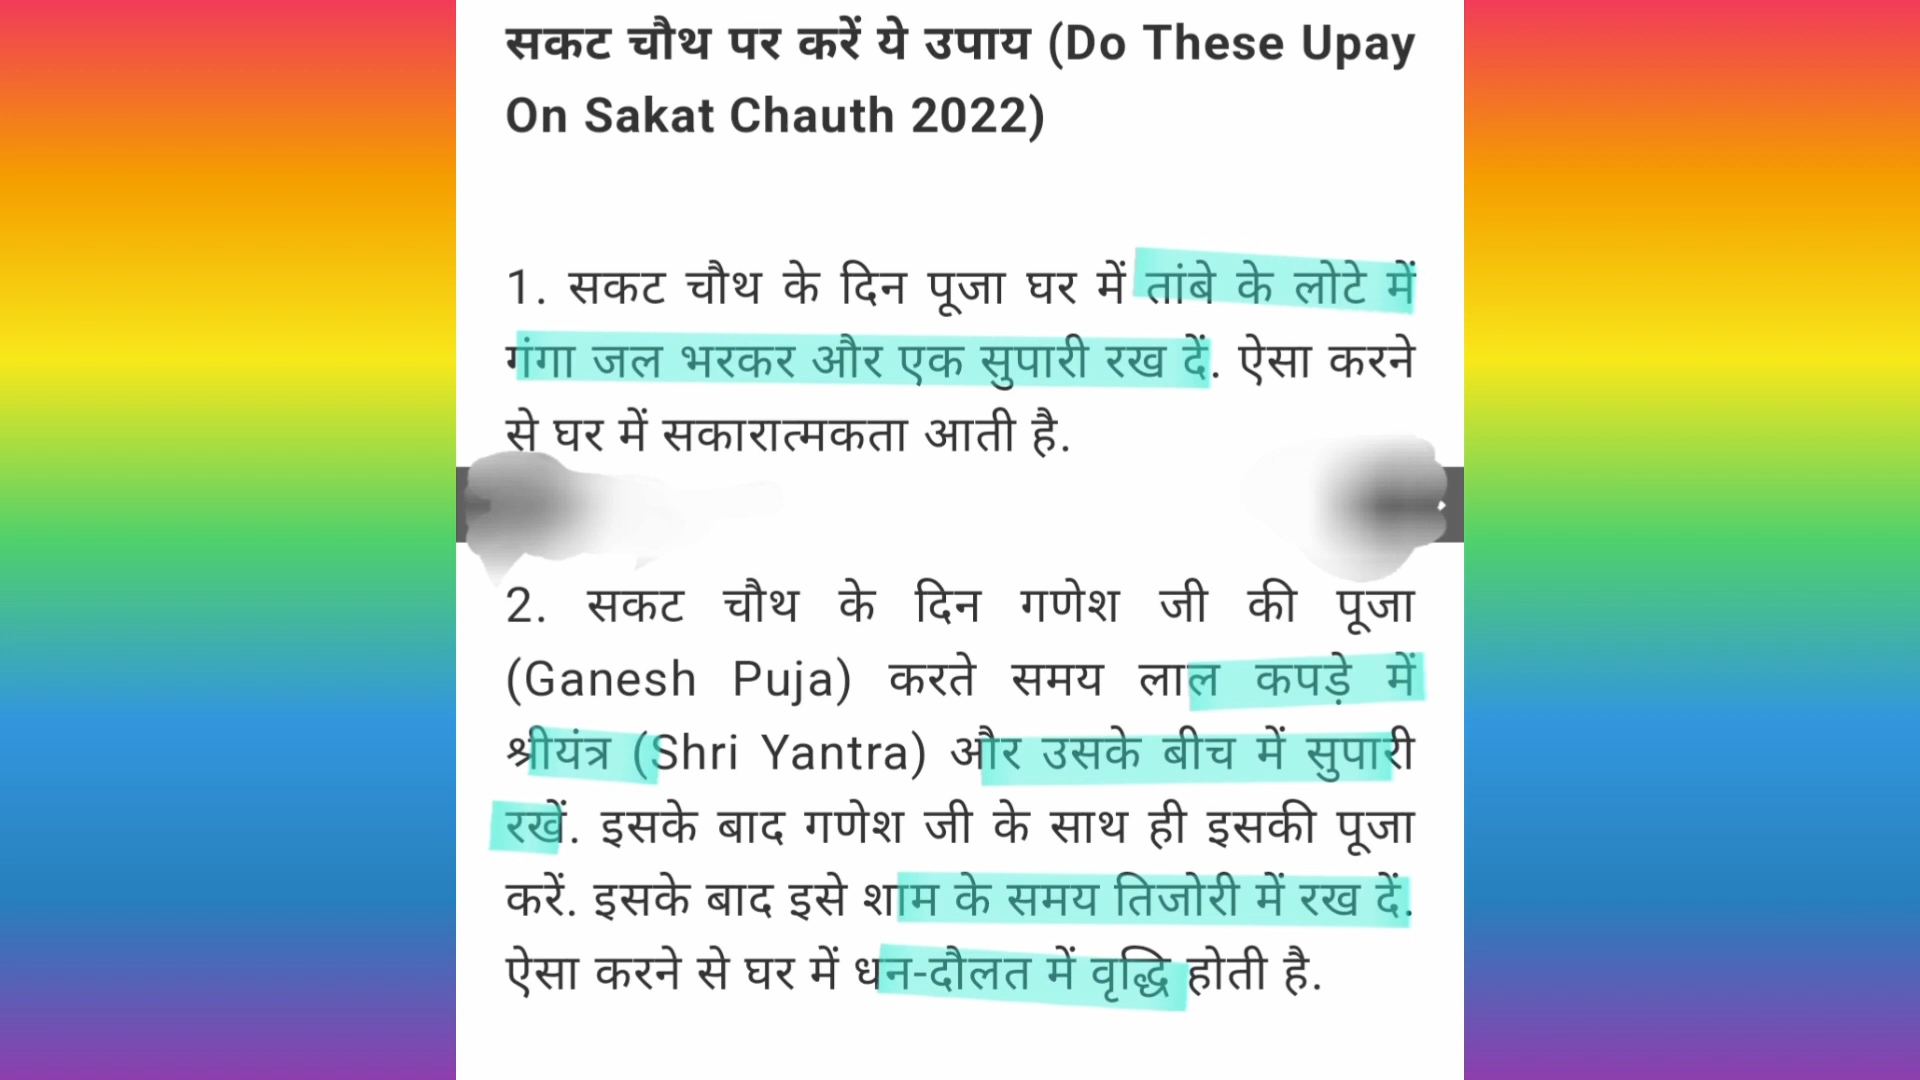 सकट चौथ पर करें ये उपाय (Do These Upay
On Sakat Chauth 2022)
1. सकट चौथ के दिन पूजा घर में तांबे के लोटे में
गंगा जल भरकर और एक सुपारी रख दें. ऐसा करने
से घर में सकारात्मकता आती है.
2. सकट चौथ के दिन गणेश जी की पूजा
(Ganesh Puja) करते समय लाल कपड़े में
श्रीयंत्र (Shri Yantra) और उसके बीच में सुपारी
रखें. इसके बाद गणेश जी के साथ ही इसकी पूजा
करें. इसके बाद इसे शाम के समय तिजोरी में रख दें.
ऐसा करने से घर में धन-दौलत में वृद्धि होती है.